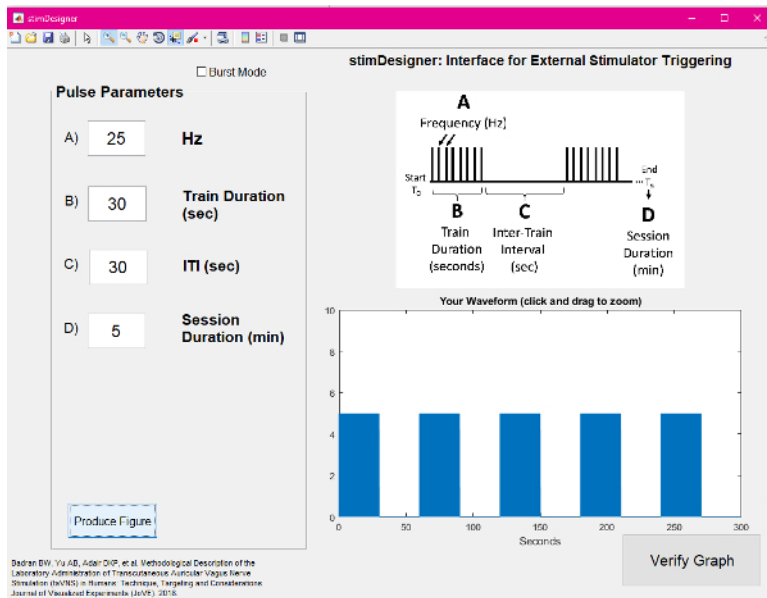 stimDesigner
Burst Mode
stimDesigner: Interface for External Stimulator Triggering
Pulse Parameters
A) 25 Hz
B) 30 Train Duration
(sec)
C) 30 ITI (sec)
D) 5 Session
Duration (min)
Produce Figure
A
Frequency (Hz)
Start
T0
End
... Tn
B
Train
Duration
(seconds)
C
Inter-Train
Interval
(sec)
D
Session
Duration
(min)
Your Waveform (click and drag to zoom)
10
8
6
4
2
0
0 50 100 150 200 250 300
Seconds
Verify Graph
Badran BW, Yu AB, Adair DKP, et al. Methodological Description of the
Laboratory Administration of Transcutaneous Auricular Vagus Nerve
Stimulation (taVNS) in Humans: Technique, Targeting and Considerations
Journal of Visualized Experiments (JoVE). 2018.